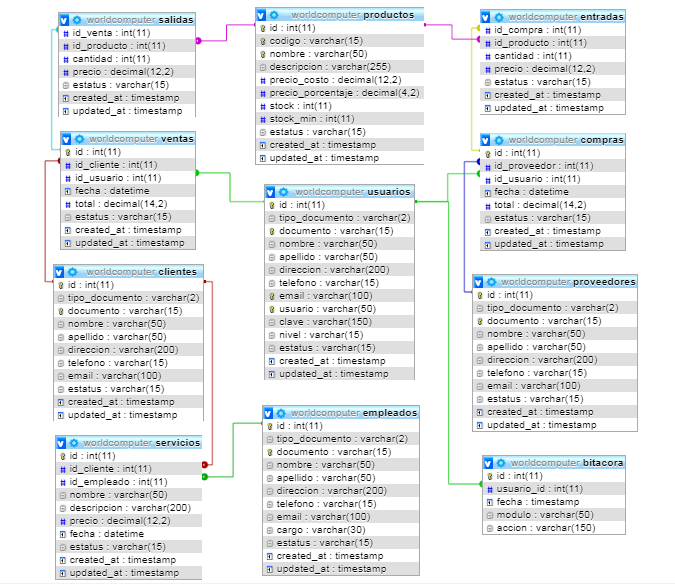 worldcomputer salidas
id_venta : int(11)
id_producto : int(11)
cantidad : int(11)
precio : decimal(12,2)
estatus : varchar(15)
created_at : timestamp
updated_at : timestamp
worldcomputer productos
id : int(11)
codigo : varchar(15)
nombre : varchar(50)
descripcion : varchar(255)
precio_costo : decimal(12,2)
precio_porcentaje : decimal(4,2)
stock : int(11)
stock_min : int(11)
estatus : varchar(15)
created_at : timestamp
updated_at : timestamp
worldcomputer entradas
id_compra : int(11)
id_producto : int(11)
cantidad : int(11)
precio : decimal(12,2)
estatus : varchar(15)
created_at : timestamp
updated_at : timestamp
worldcomputer ventas
id : int(11)
id_cliente : int(11)
id_usuario : int(11)
fecha : datetime
total : decimal(14,2)
estatus : varchar(15)
created_at : timestamp
updated_at : timestamp
worldcomputer usuarios
id : int(11)
tipo_documento : varchar(2)
documento : varchar(15)
nombre : varchar(50)
apellido : varchar(50)
direccion : varchar(200)
telefono : varchar(15)
email : varchar(100)
usuario : varchar(50)
clave : varchar(150)
nivel : varchar(15)
estatus : varchar(15)
created_at : timestamp
updated_at : timestamp
worldcomputer compras
id : int(11)
id_proveedor : int(11)
id_usuario : int(11)
fecha : datetime
total : decimal(14,2)
estatus : varchar(15)
created_at : timestamp
updated_at : timestamp
worldcomputer clientes
id : int(11)
tipo_documento : varchar(2)
documento : varchar(15)
nombre : varchar(50)
apellido : varchar(50)
direccion : varchar(200)
telefono : varchar(15)
email : varchar(100)
estatus : varchar(15)
created_at : timestamp
updated_at : timestamp
worldcomputer proveedores
id : int(11)
tipo_documento : varchar(2)
documento : varchar(15)
nombre : varchar(50)
apellido : varchar(50)
direccion : varchar(200)
telefono : varchar(15)
email : varchar(100)
estatus : varchar(15)
created_at : timestamp
updated_at : timestamp
worldcomputer servicios
id : int(11)
id_cliente : int(11)
id_empleado : int(11)
nombre : varchar(50)
descripcion : varchar(200)
precio : decimal(12,2)
fecha : datetime
estatus : varchar(15)
created_at : timestamp
updated_at : timestamp
worldcomputer empleados
id : int(11)
tipo_documento : varchar(2)
documento : varchar(15)
nombre : varchar(50)
apellido : varchar(50)
direccion : varchar(200)
telefono : varchar(15)
email : varchar(100)
cargo : varchar(30)
estatus : varchar(15)
created_at : timestamp
updated_at : timestamp
worldcomputer bitacora
id : int(11)
usuario_id : int(11)
fecha : timestamp
modulo : varchar(50)
accion : varchar(150)